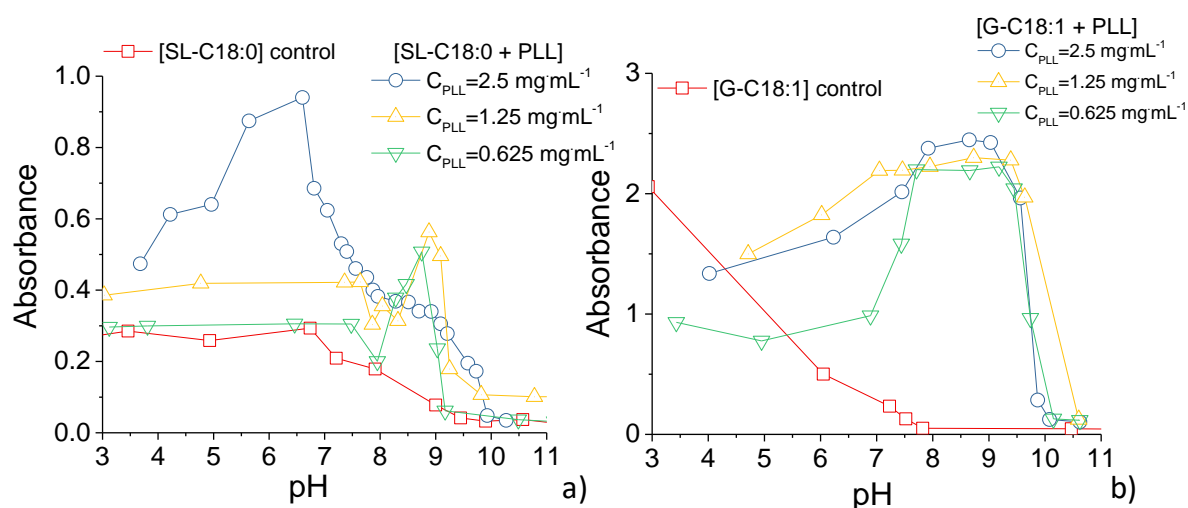 [SL-C18:0] control
[SL-C18:0 + PLL]
C_PLL=2.5 mg·mL⁻¹
C_PLL=1.25 mg·mL⁻¹
C_PLL=0.625 mg·mL⁻¹
1.0
0.8
0.6
0.4
0.2
0.0
Absorbance
3 4 5 6 7 8 9 10 11
pH
a)
[G-C18:1 + PLL]
C_PLL=2.5 mg·mL⁻¹
C_PLL=1.25 mg·mL⁻¹
C_PLL=0.625 mg·mL⁻¹
[G-C18:1] control
3
2
1
0
Absorbance
3 4 5 6 7 8 9 10 11
pH
b)